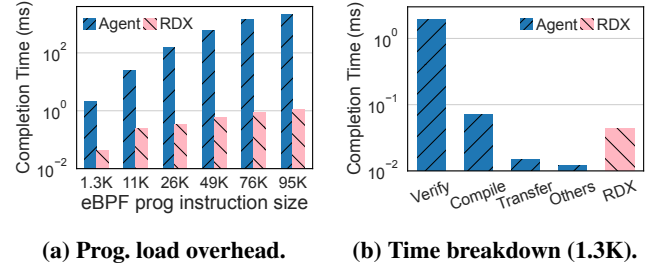 Agent RDX
Completion Time (ms)
10^2
10^0
10^-2
1.3K 11K 26K 49K 76K 95K
eBPF prog instruction size
(a) Prog. load overhead.
Agent RDX
Completion Time (ms)
10^0
10^-1
10^-2
Verify Compile Transfer Others RDX
(b) Time breakdown (1.3K).